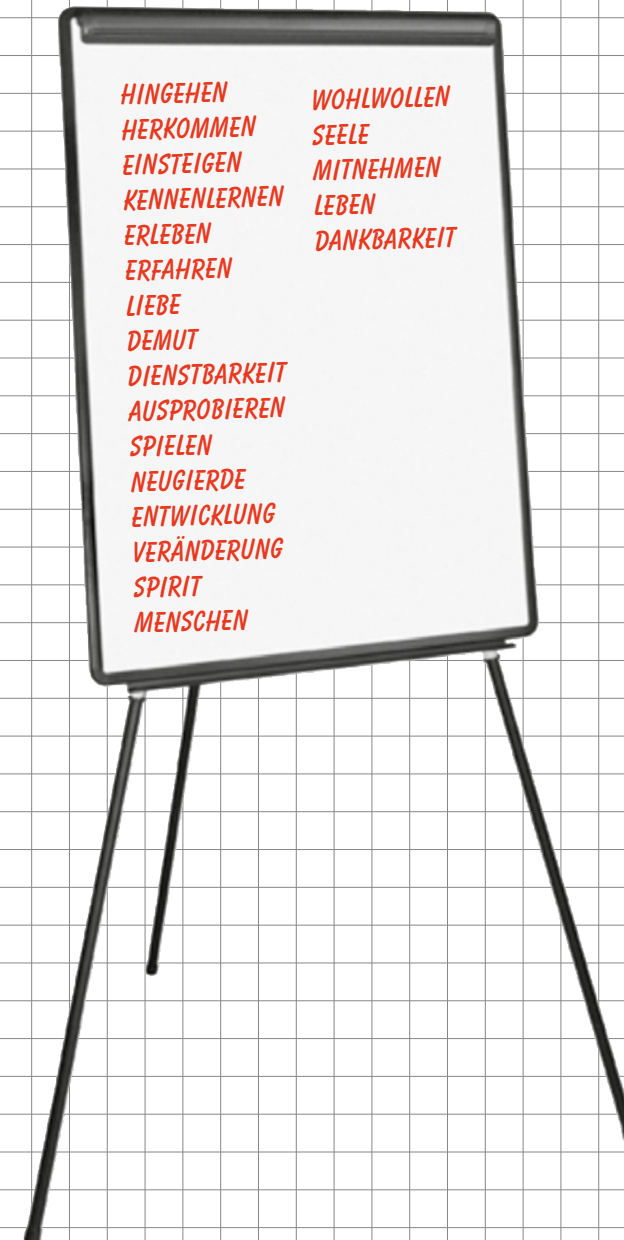 HINGEHEN
HERKOMMEN
EINSTEIGEN
KENNENLERNEN
ERLEBEN
ERFAHREN
LIEBE
DEMUT
DIENSTBARKEIT
AUSPROBIEREN
SPIELEN
NEUGIERDE
ENTWICKLUNG
VERÄNDERUNG
SPIRIT
MENSCHEN
WOHLWOLLEN
SEELE
MITNEHMEN
LEBEN
DANKBARKEIT